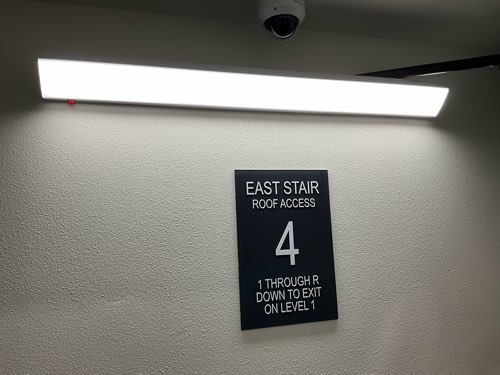 EAST STAIR
ROOF ACCESS
4
1 THROUGH R
DOWN TO EXIT
ON LEVEL 1